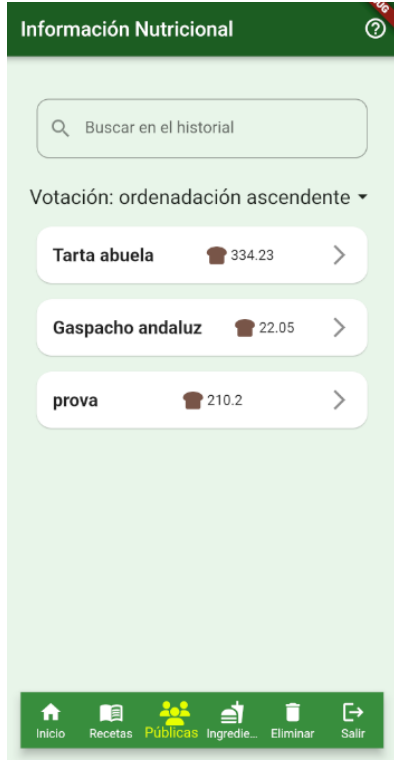 Información Nutricional
Buscar en el historial
Votación: ordenadación ascendente
Tarta abuela 334.23
Gaspacho andaluz 22.05
prova 210.2
Inicio Recetas Públicas Ingredie... Eliminar Salir